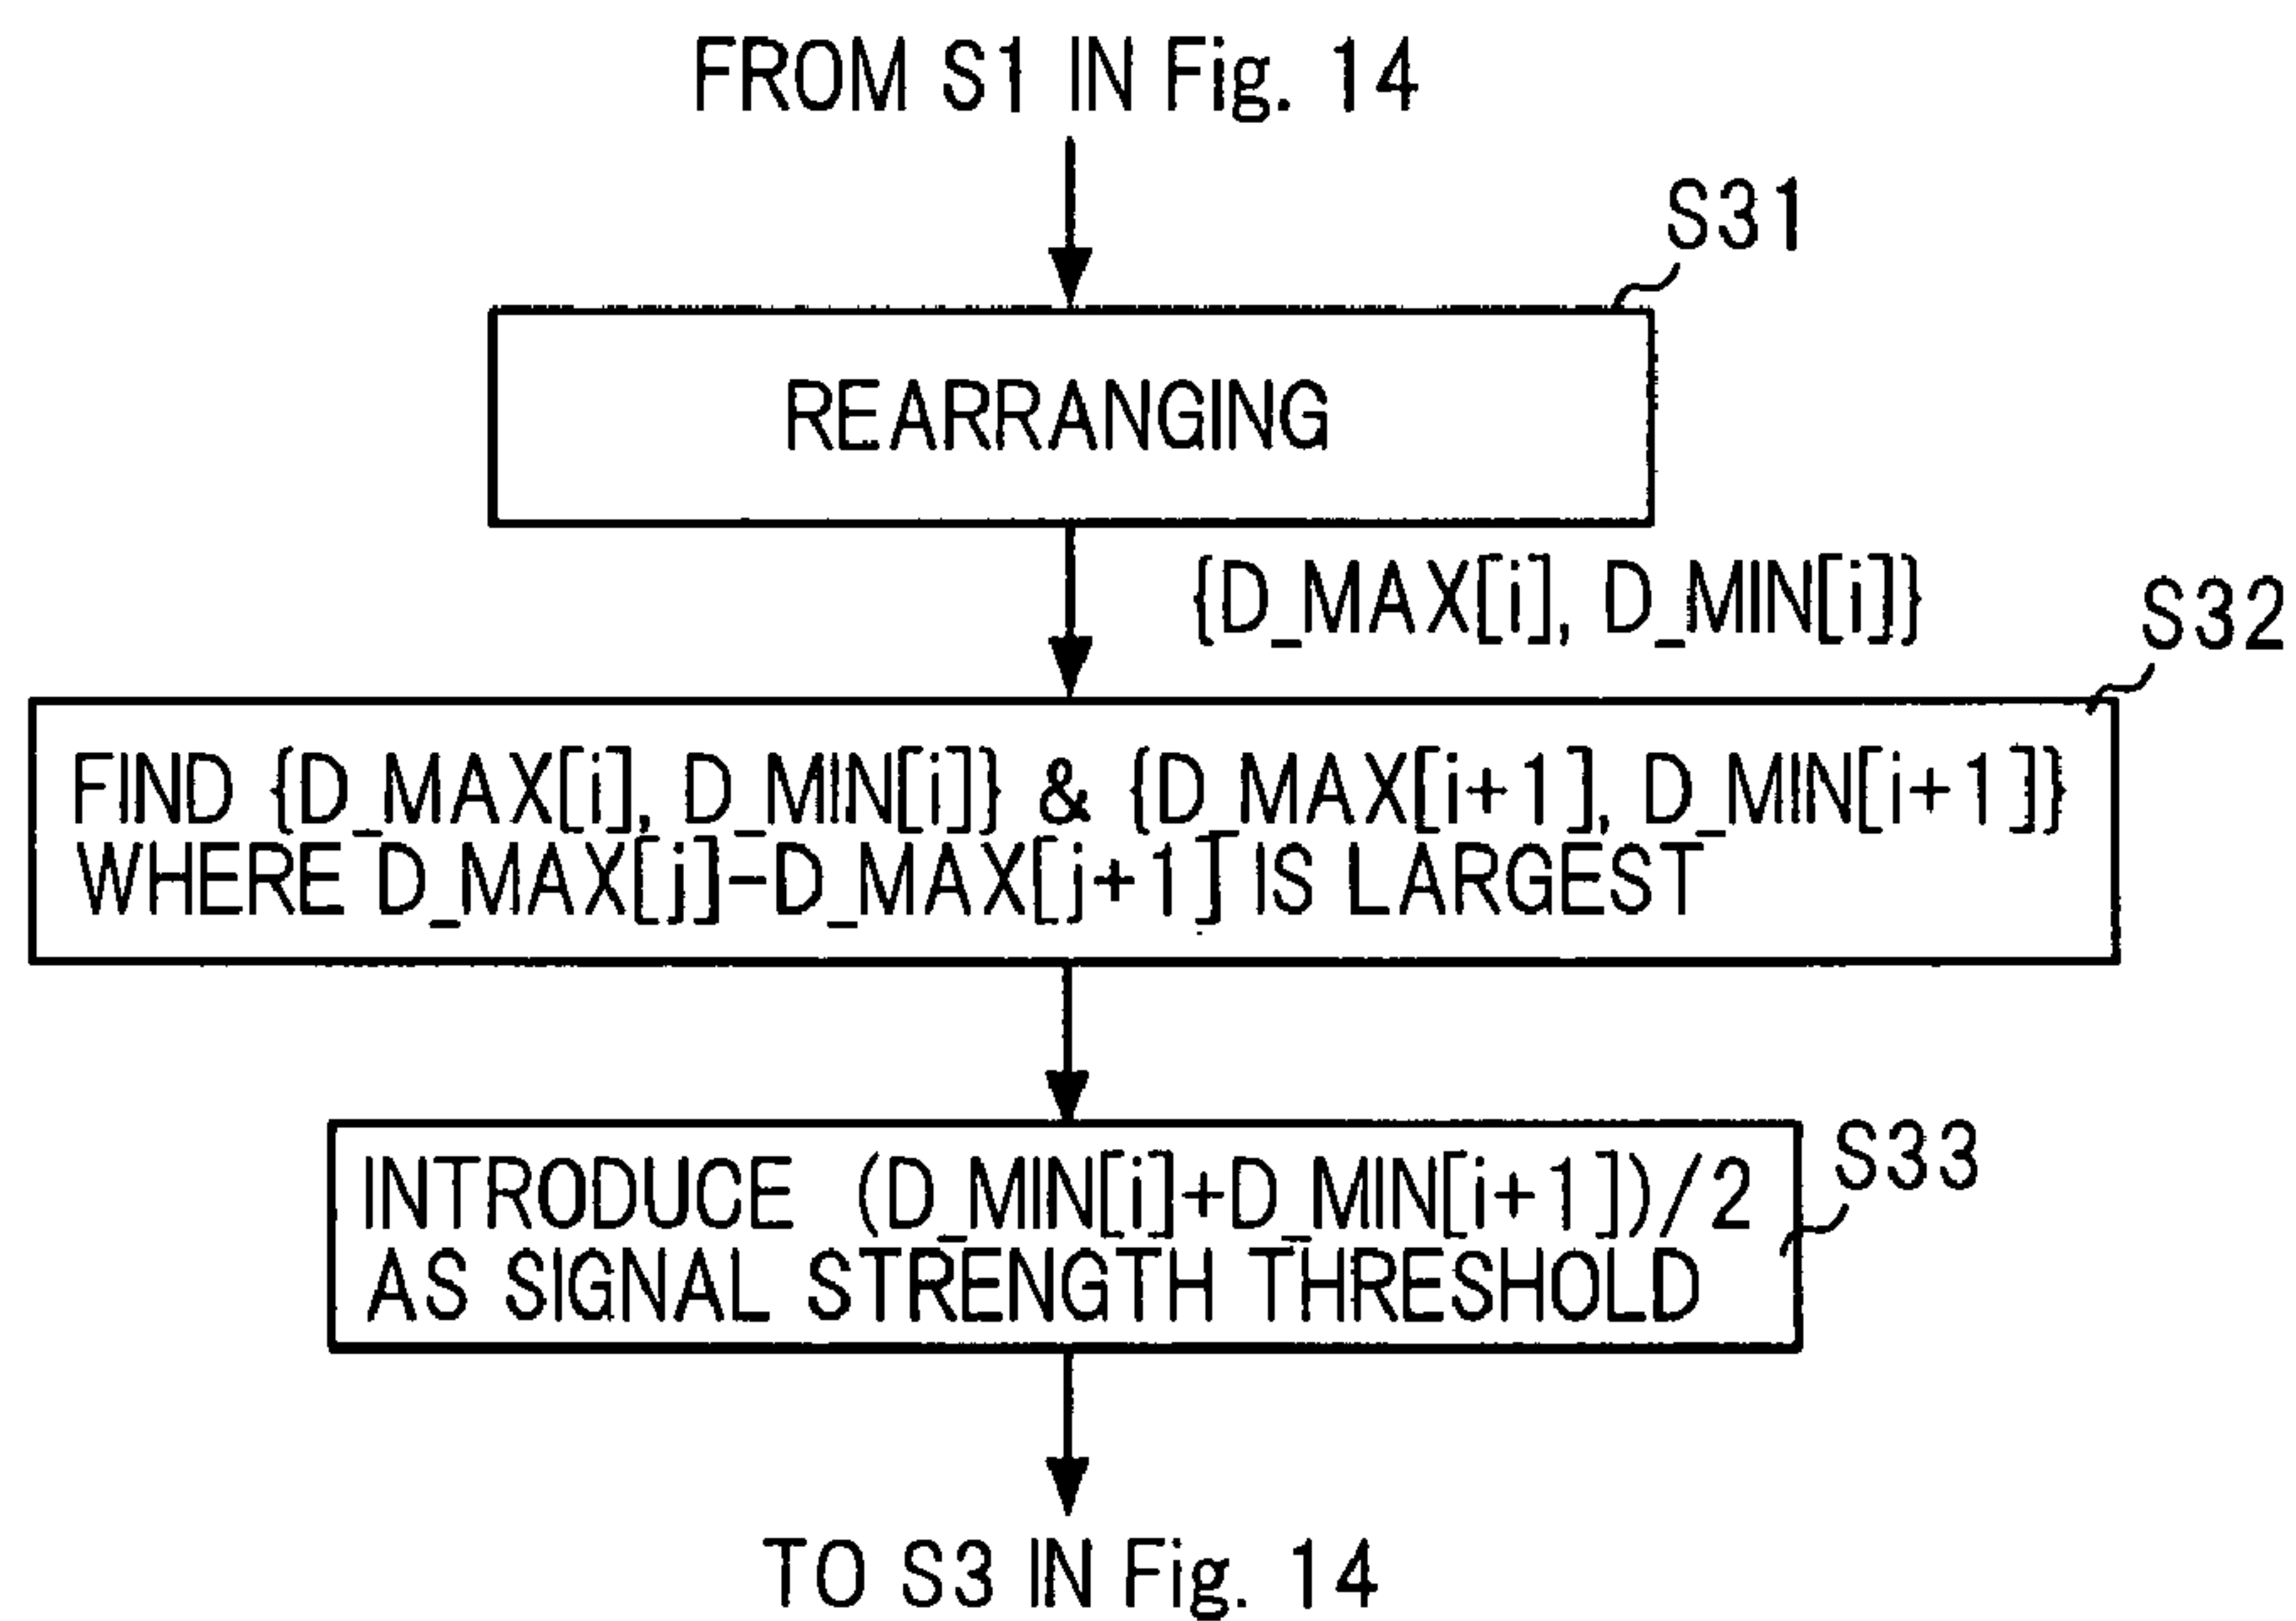 FROM S1 IN Fig. 14
S31
REARRANGING
{D_MAX[i], D_MIN[i]}
S32
FIND {D_MAX[i], D_MIN[i]} & {D_MAX[i+1], D_MIN[i+1]}
WHERE D_MAX[j]-D_MAX[j+1] IS LARGEST
S33
INTRODUCE (D_MIN[i]+D_MIN[i+1])/2
AS SIGNAL STRENGTH THRESHOLD
TO S3 IN Fig. 14